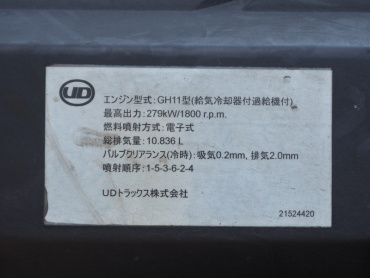 UD
エンジン型式:GH11型(給気冷却器付過給機付)
最高出力:279kW/1800 r.p.m.
燃料噴射方式:電子式
総排気量:10.836 L
バルブクリアランス(冷時):吸気0.2mm, 排気2.0mm
噴射順序:1-5-3-6-2-4
UDトラックス株式会社
21524420